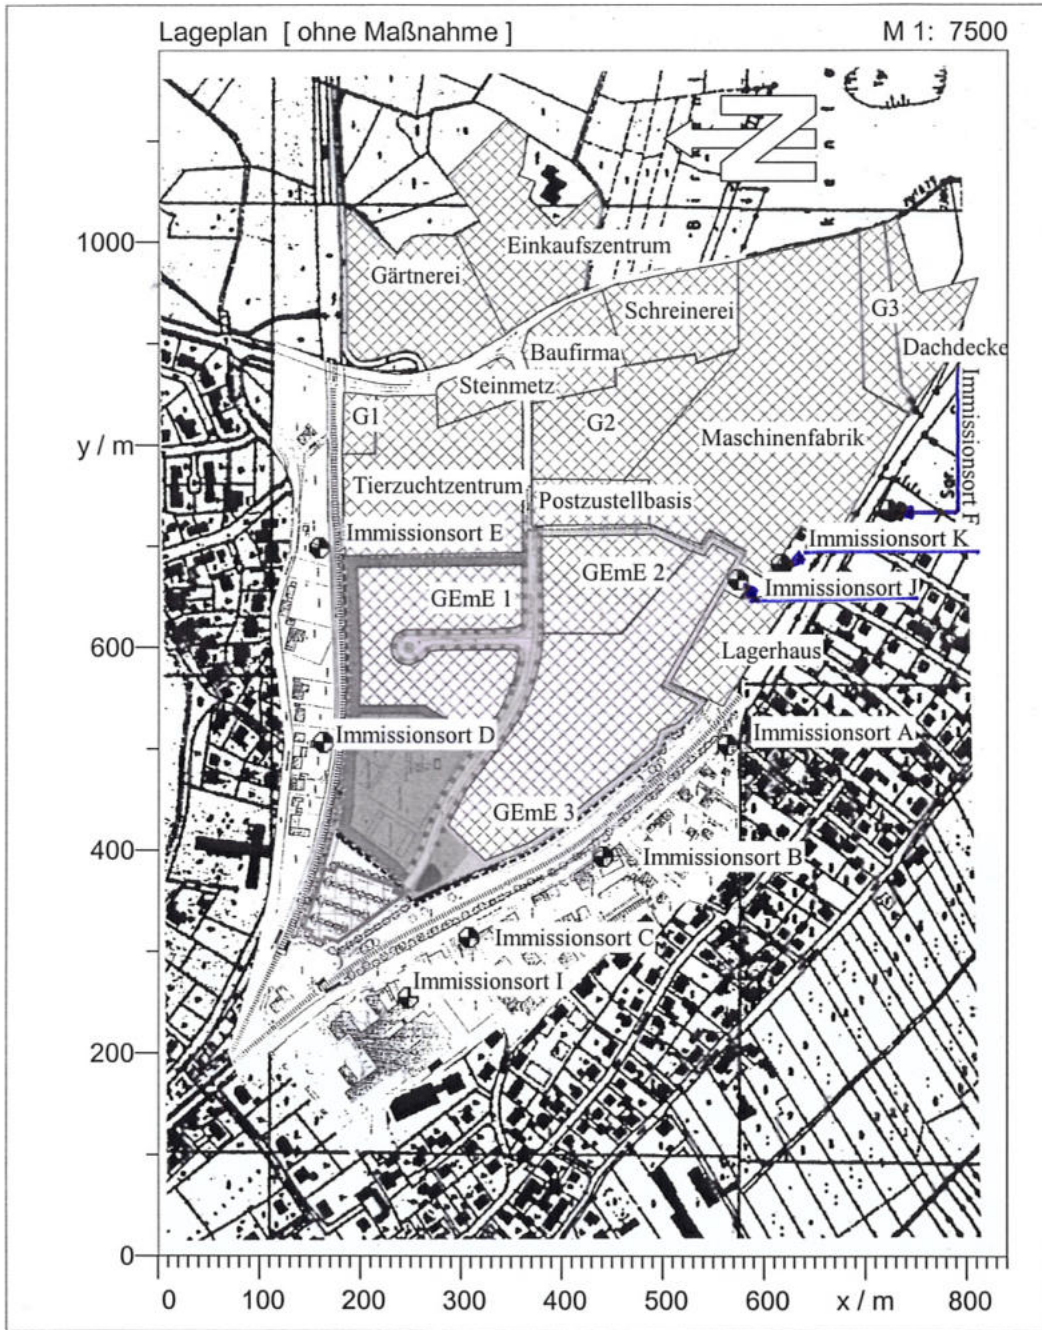 Lageplan [ ohne Maßnahme ]
M 1: 7500
N
1000
Einkaufszentrum
Gärtnerei
Schreinerei
G3
Baufirma
Dachdecke
Steinmetz
G1
G2
Maschinenfabrik
y / m
Tierzuchtzentrum
Postzustellbasis
Immissionsort F
Immissionsort E
Immissionsort K
GEmE 1
GEmE 2
Immissionsort J
600
Lagerhaus
Immissionsort D
Immissionsort A
GEmE 3
400
Immissionsort B
Immissionsort C
Immissionsort I
200
0
0 100 200 300 400 500 600 x / m 800